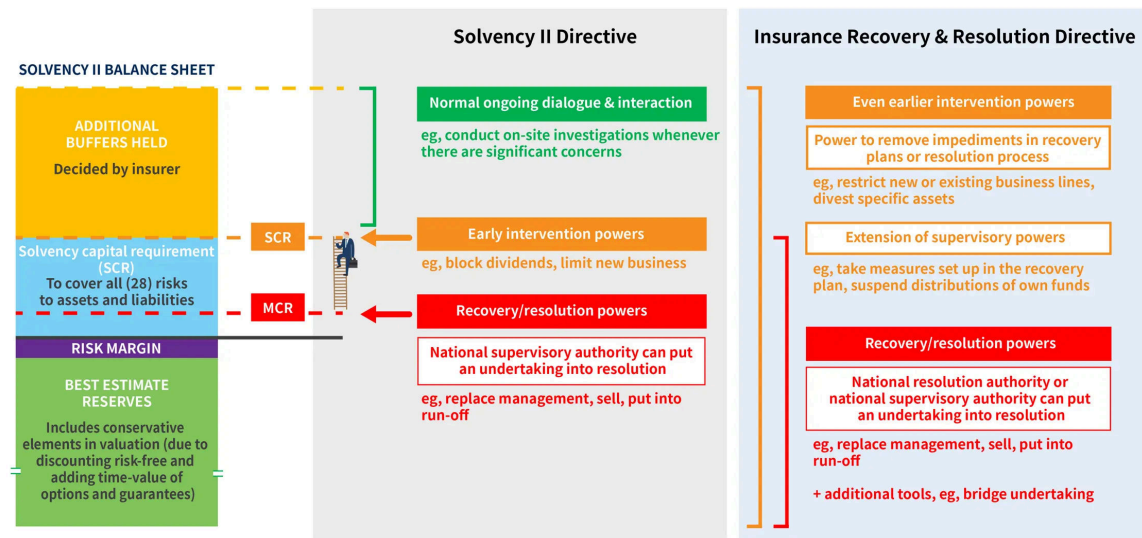 SOLVENCY II BALANCE SHEET
ADDITIONAL
BUFFERS HELD
Decided by insurer
Solvency capital requirement
(SCR)
To cover all (28) risks
to assets and liabilities
RISK MARGIN
BEST ESTIMATE
RESERVES
Includes conservative
elements in valuation (due to
discounting risk-free and
adding time-value of
options and guarantees)
SCR
MCR
Solvency II Directive
Normal ongoing dialogue & interaction
eg, conduct on-site investigations whenever
there are significant concerns
Early intervention powers
eg, block dividends, limit new business
Recovery/resolution powers
National supervisory authority can put
an undertaking into resolution
eg, replace management, sell, put into
run-off
Insurance Recovery & Resolution Directive
Even earlier intervention powers
Power to remove impediments in recovery
plans or resolution process
eg, restrict new or existing business lines,
divest specific assets
Extension of supervisory powers
eg, take measures set up in the recovery
plan, suspend distributions of own funds
Recovery/resolution powers
National resolution authority or
national supervisory authority can put
an undertaking into resolution
eg, replace management, sell, put into
run-off
+ additional tools, eg, bridge undertaking